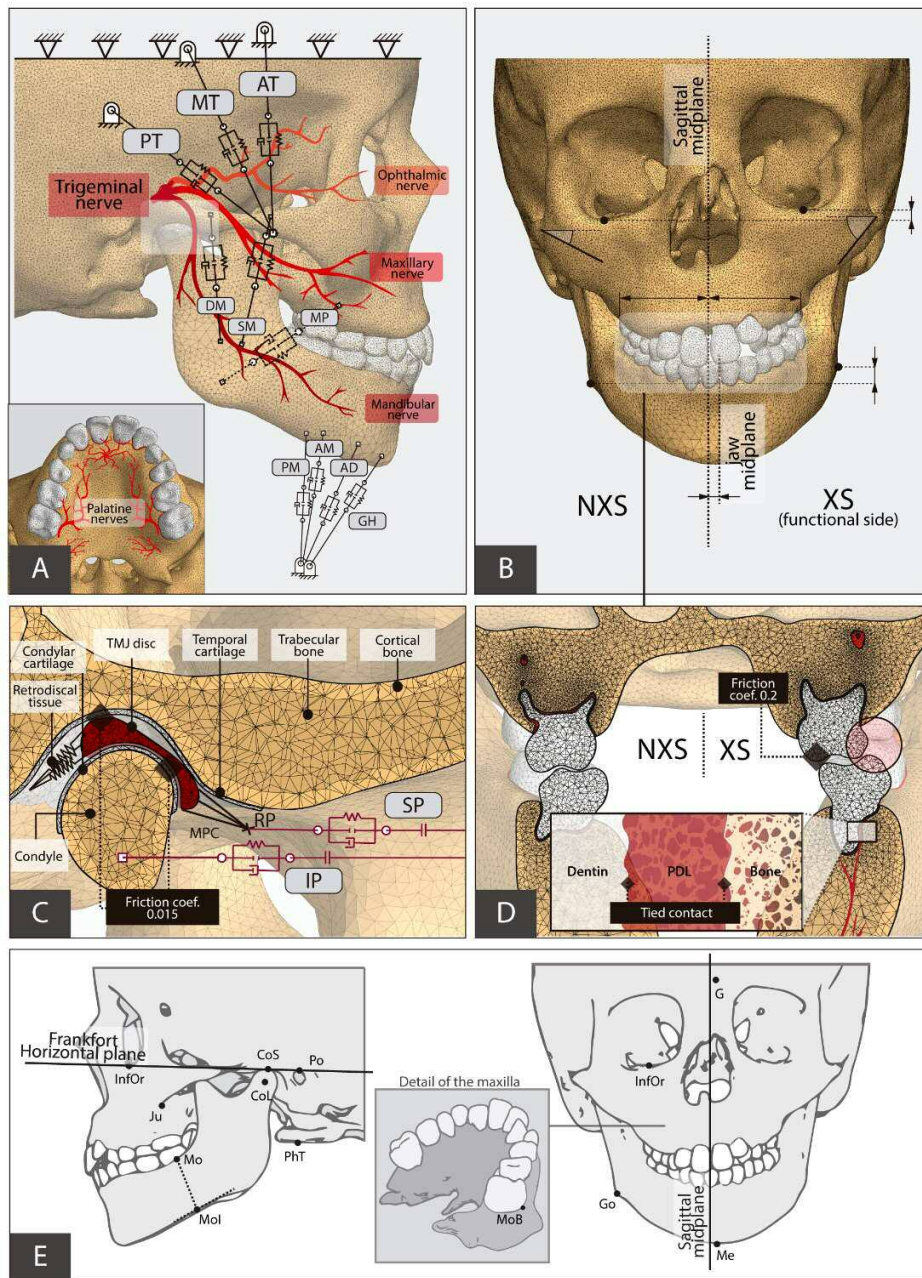 AT
MT
PT
Ophthalmic
nerve
Trigeminal
nerve
Maxillary
nerve
DM
SM
MP
Mandibular
nerve
AM
PM
AD
GH
Palatine
nerves
A
Sagittal
midplane
Jaw
midplane
NXS
XS
(functional side)
B
Condylar
cartilage
TMJ disc
Temporal
cartilage
Trabecular
bone
Cortical
bone
Retrodiscal
tissue
SP
RP
MPC
IP
Condyle
Friction coef.
0.015
C
Friction
coef. 0.2
NXS
XS
Dentin
PDL
Bone
Tied contact
D
Frankfort
Horizontal plane
CoS
Po
InfOr
CoL
Ju
PhT
Mo
MoI
Detail of the maxilla
MoB
G
InfOr
Go
Sagittal
midplane
Me
E